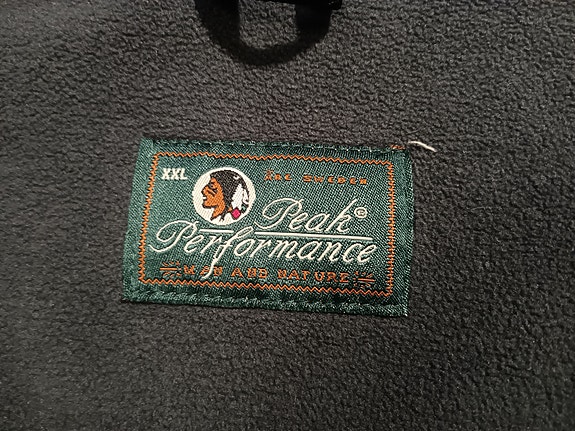 XXL
Peak©
Performance
MAN AND NATURE